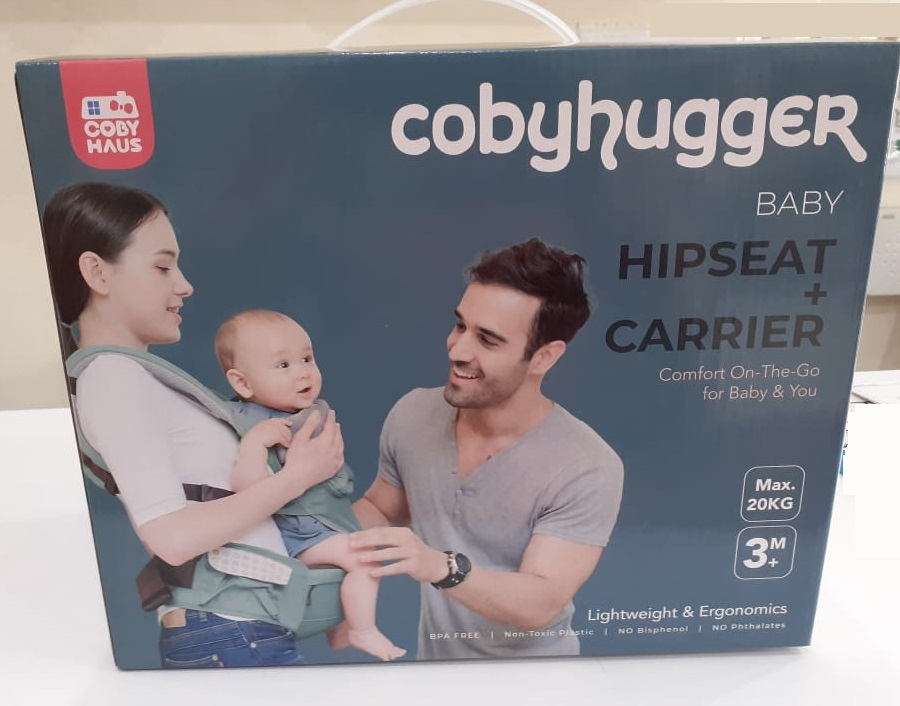 COBY
HAUS
cobyhuggER
BABY
HIPSEAT
+
CARRIER
Comfort On-The-Go
for Baby & You
Max.
20KG
3M+
Lightweight & Ergonomics
BPA FREE | Non-Toxic Plastic | NO Bisphenol | NO Phthalates